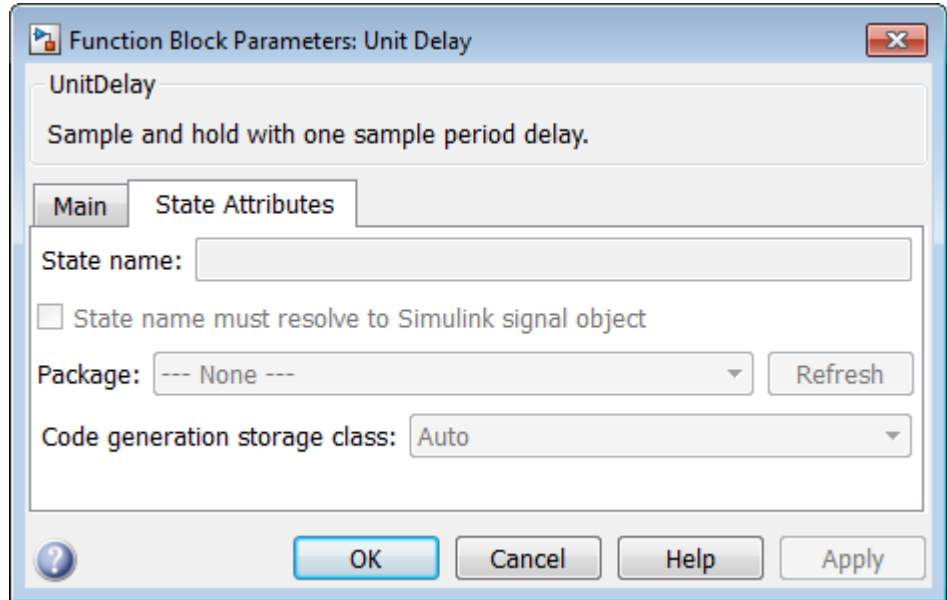 Function Block Parameters: Unit Delay
UnitDelay
Sample and hold with one sample period delay.
Main State Attributes
State name:
State name must resolve to Simulink signal object
Package: --- None --- Refresh
Code generation storage class: Auto
? OK Cancel Help Apply